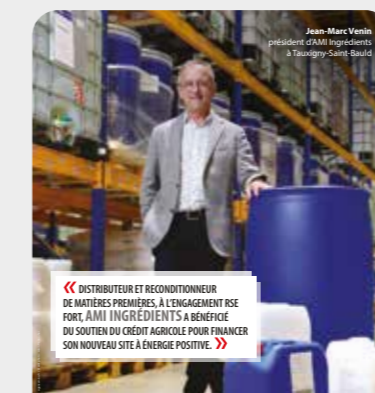 Jean-Marc Venin
président d'AMI Ingrédients
à Tauxigny-Saint-Bauld
« DISTRIBUTEUR ET RECONDITIONNEUR
DE MATIÈRES PREMIÈRES, À L'ENGAGEMENT RSE
FORT, AMI INGRÉDIENTS A BÉNÉFICIÉ
DU SOUTIEN DU CRÉDIT AGRICOLE POUR FINANCER
SON NOUVEAU SITE À ÉNERGIE POSITIVE. »